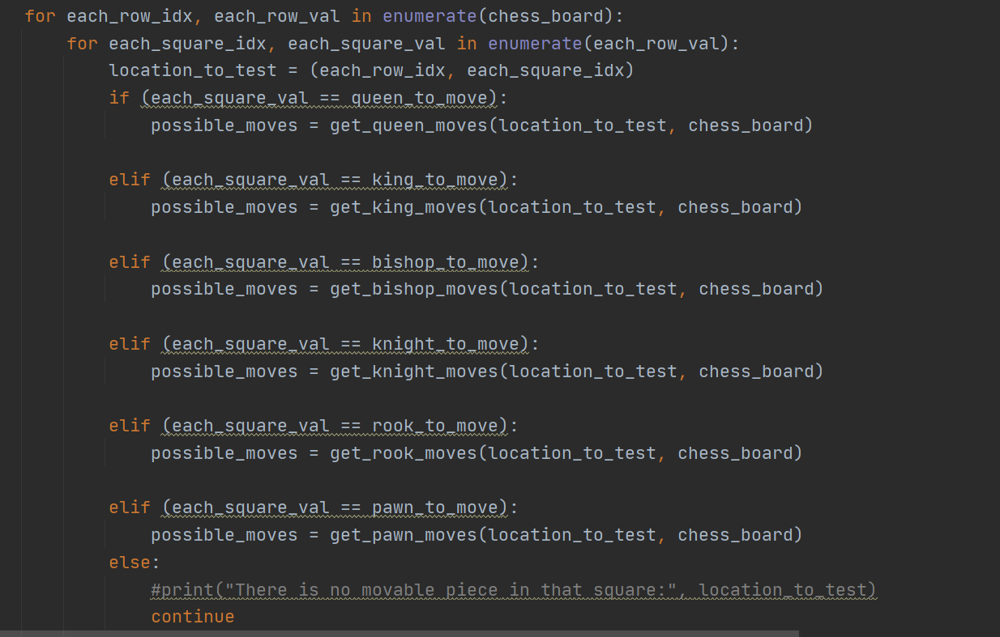 for each_row_idx, each_row_val in enumerate(chess_board):
    for each_square_idx, each_square_val in enumerate(each_row_val):
        location_to_test = (each_row_idx, each_square_idx)
        if (each_square_val == queen_to_move):
            possible_moves = get_queen_moves(location_to_test, chess_board)
        elif (each_square_val == king_to_move):
            possible_moves = get_king_moves(location_to_test, chess_board)
        elif (each_square_val == bishop_to_move):
            possible_moves = get_bishop_moves(location_to_test, chess_board)
        elif (each_square_val == knight_to_move):
            possible_moves = get_knight_moves(location_to_test, chess_board)
        elif (each_square_val == rook_to_move):
            possible_moves = get_rook_moves(location_to_test, chess_board)
        elif (each_square_val == pawn_to_move):
            possible_moves = get_pawn_moves(location_to_test, chess_board)
        else:
            #print("There is no movable piece in that square:", location_to_test)
            continue